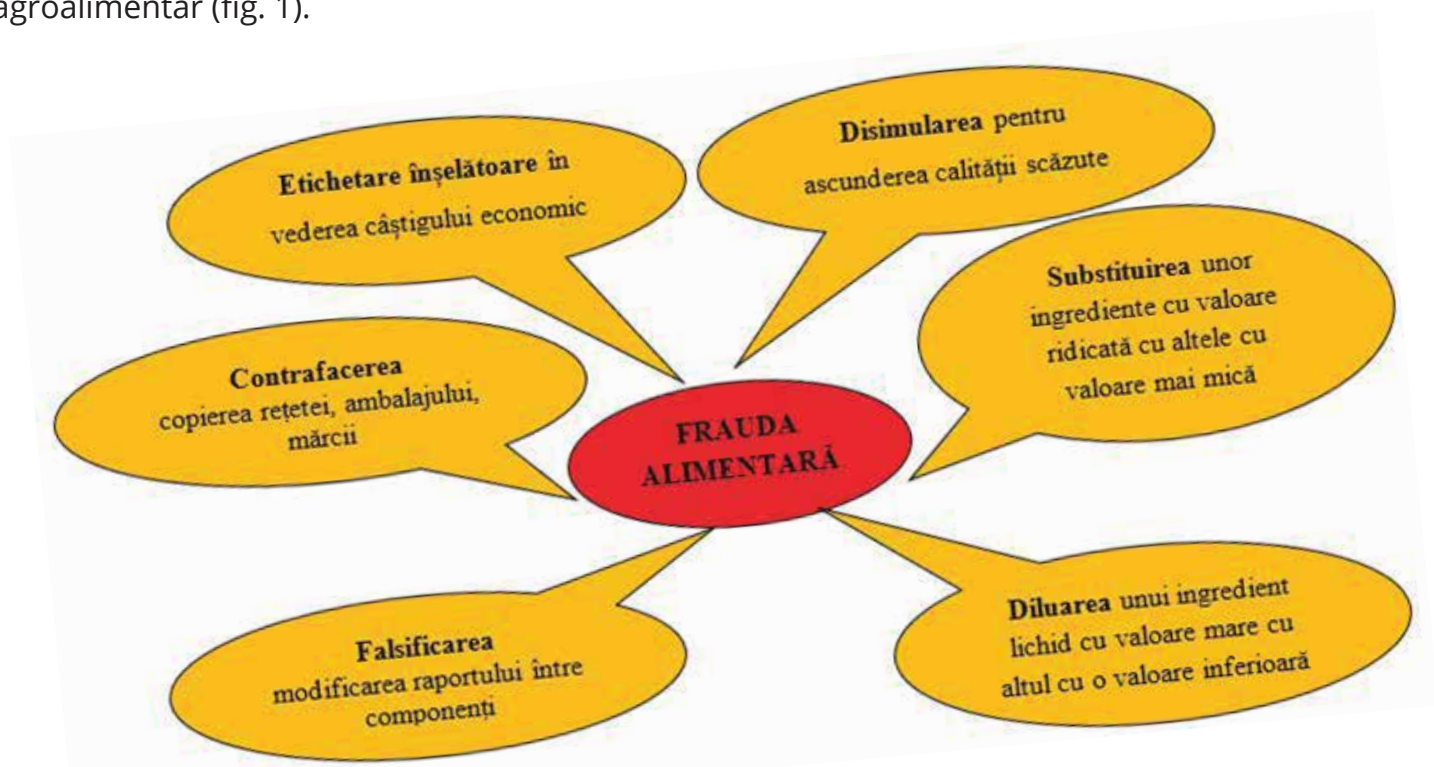 agroalimentar (fig. 1).
Etichetare înșelătoare în
vederea câștigului economic
Disimularea pentru
ascunderea calității scăzute
Substituirea unor
ingrediente cu valoare
ridicată cu altele cu
valoare mai mică
Contrafacerea
copierea rețetei, ambalajului,
mărcii
FRAUDA
ALIMENTARĂ
Diluarea unui ingredient
lichid cu valoare mare cu
altul cu o valoare inferioară
Falsificarea
modificarea raportului între
componenți